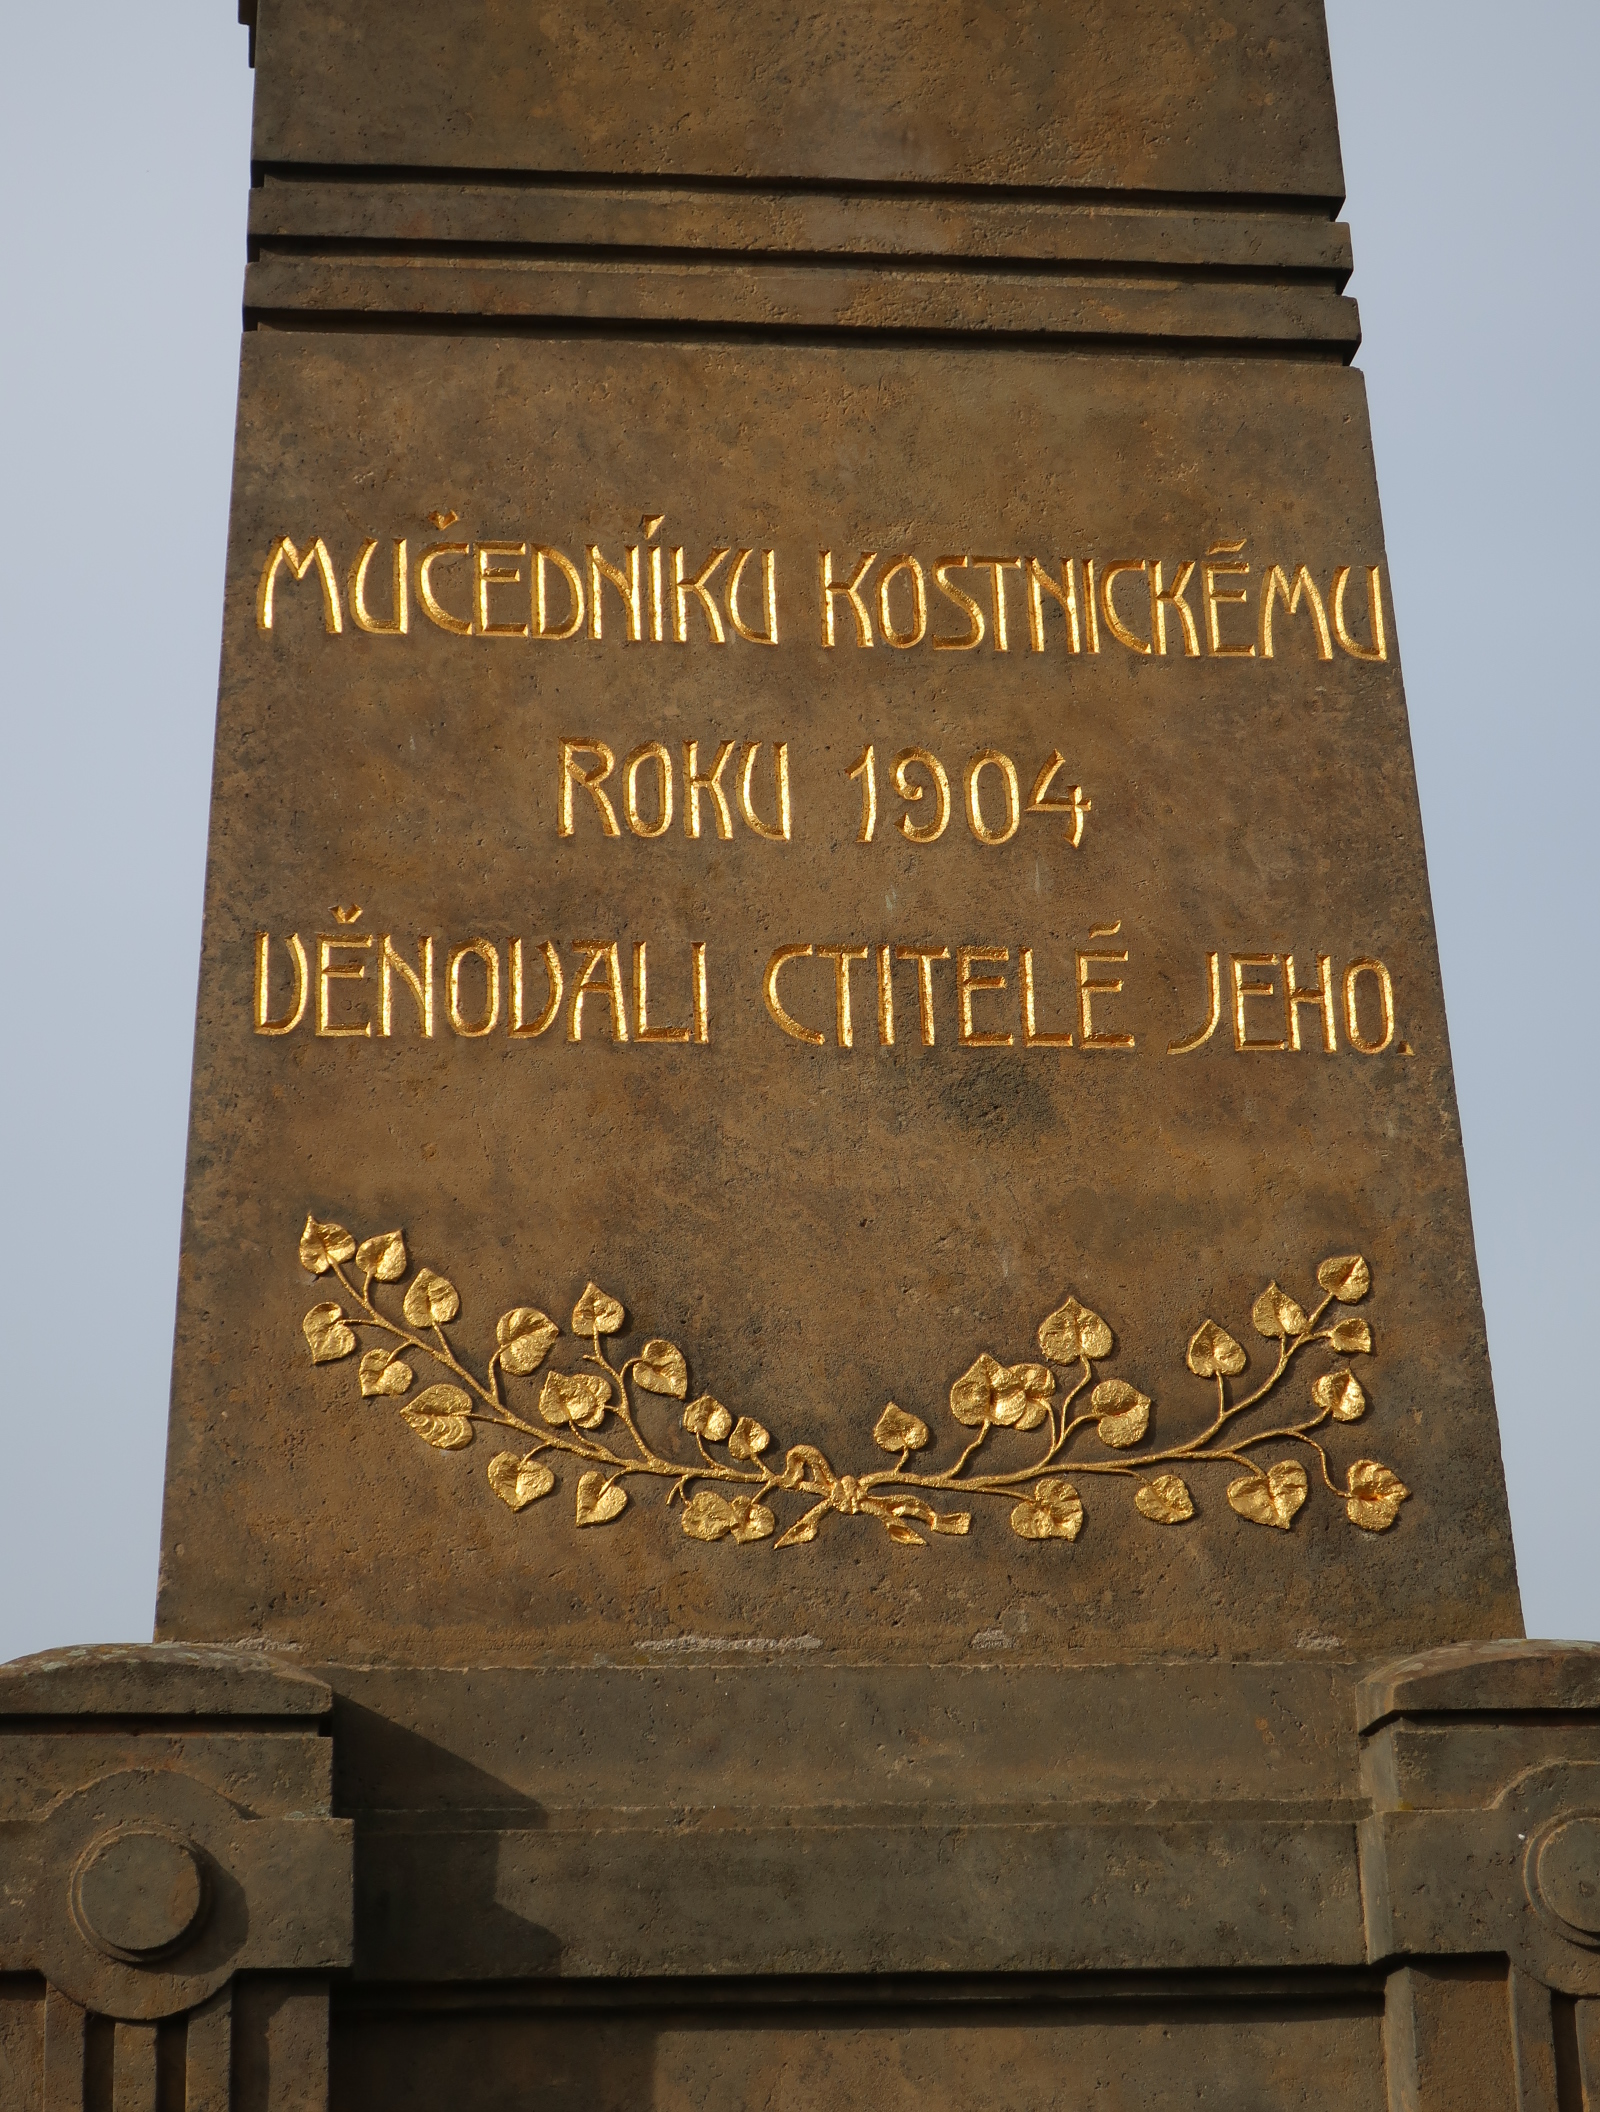 MUČEDNÍKU KOSTNICKÉMU
ROKU 1904
VĚNOVALI CTITELÉ JEHO.